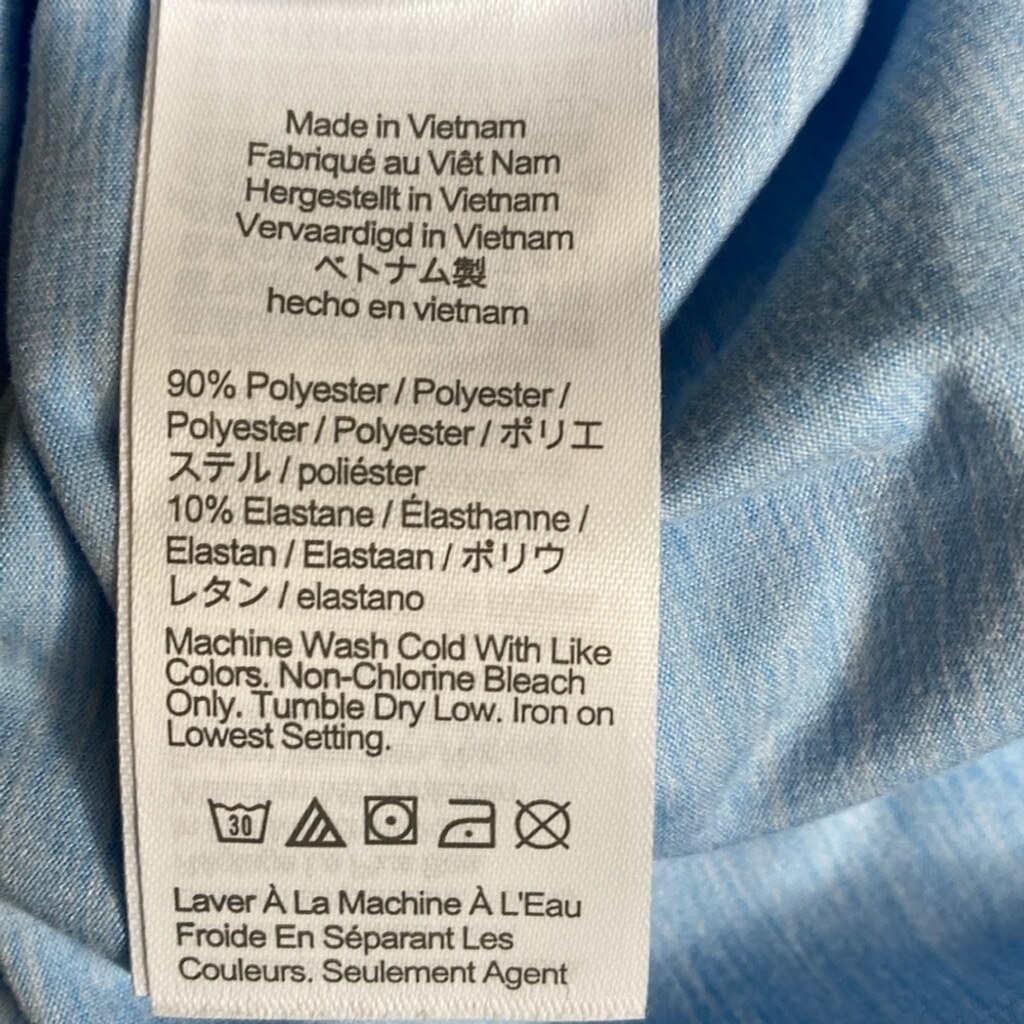 Made in Vietnam
Fabriqué au Viêt Nam
Hergestellt in Vietnam
Vervaardigd in Vietnam
ベトナム製
hecho en vietnam
90% Polyester / Polyester /
Polyester / Polyester / ポリエ
ステル / poliéster
10% Elastane / Élasthanne /
Elastan / Elastaan / ポリウ
レタン / elastano
Machine Wash Cold With Like
Colors. Non-Chlorine Bleach
Only. Tumble Dry Low. Iron on
Lowest Setting.
30
Laver À La Machine À L'Eau
Froide En Séparant Les
Couleurs. Seulement Agent